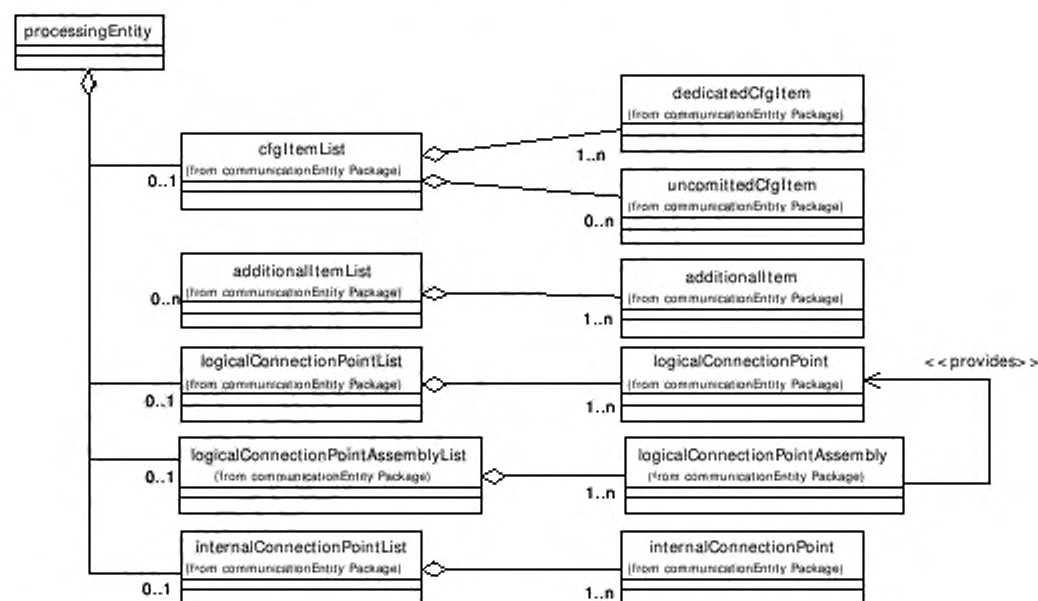 processingEntity
dedicatedCfgItem
(from communicationEntity Package)
1..n
cfgItemList
(from communicationEntity Package)
0..1
uncomittedCfgItem
(from communicationEntity Package)
0..n
additionalItemList
(from communicationEntity Package)
0..n
additionalItem
(from communicationEntity Package)
1..n
logicalConnectionPointList
(from communicationEntity Package)
0..1
logicalConnectionPoint
(from communicationEntity Package)
1..n
<<provides>>
logicalConnectionPointAssemblyList
(from communicationEntity Package)
0..1
logicalConnectionPointAssembly
(from communicationEntity Package)
1..n
internalConnectionPointList
(from communicationEntity Package)
0..1
internalConnectionPoint
(from communicationEntity Package)
1..n